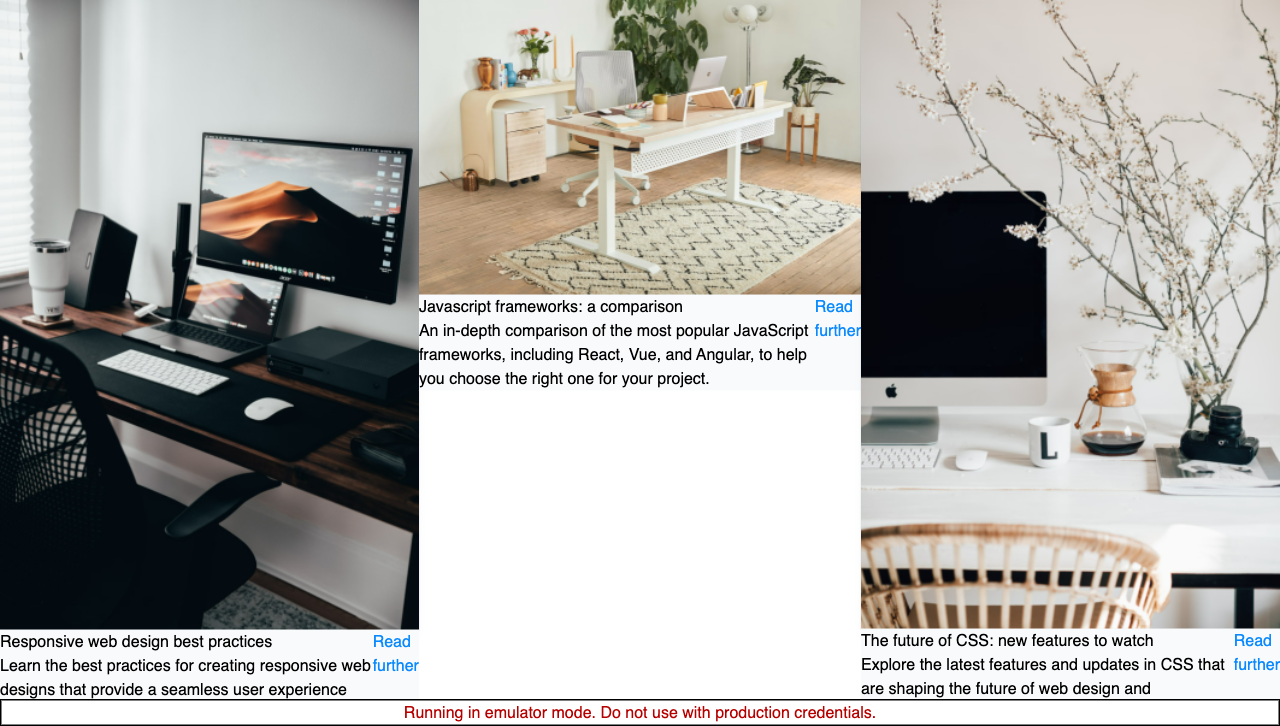 Javascript frameworks: a comparison
Read further
An in-depth comparison of the most popular JavaScript
frameworks, including React, Vue, and Angular, to help
you choose the right one for your project.
Responsive web design best practices
Read further
Learn the best practices for creating responsive web
designs that provide a seamless user experience
The future of CSS: new features to watch
Read further
Explore the latest features and updates in CSS that
are shaping the future of web design and
L
Running in emulator mode. Do not use with production credentials.